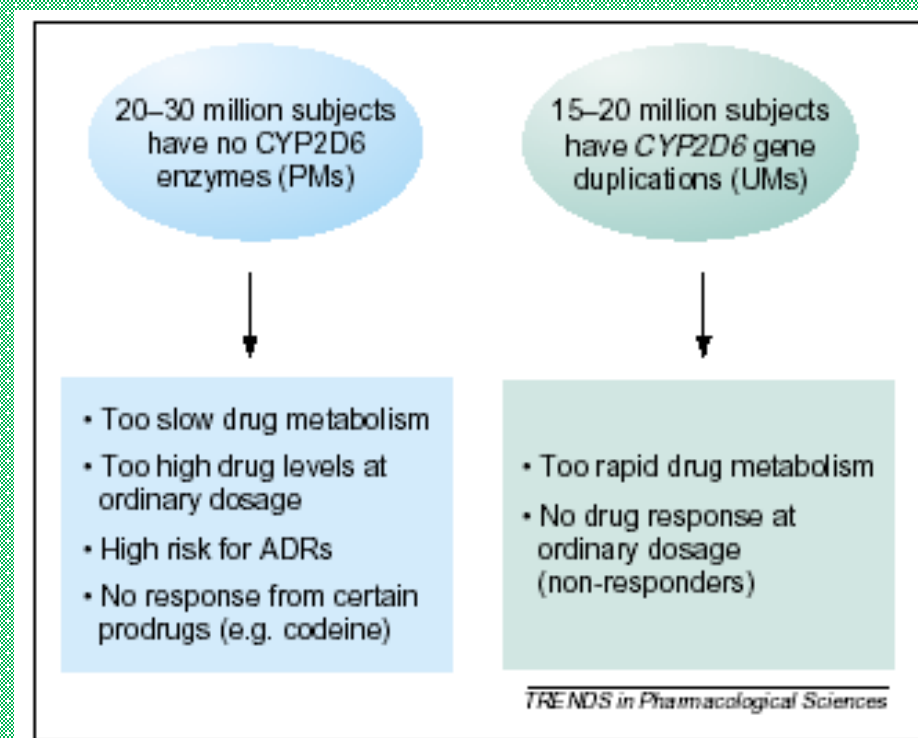 20–30 million subjects
have no CYP2D6
enzymes (PMs)
15–20 million subjects
have CYP2D6 gene
duplications (UMs)
• Too slow drug metabolism
• Too high drug levels at
ordinary dosage
• High risk for ADRs
• No response from certain
prodrugs (e.g. codeine)
• Too rapid drug metabolism
• No drug response at
ordinary dosage
(non-responders)
TRENDS in Pharmacological Sciences